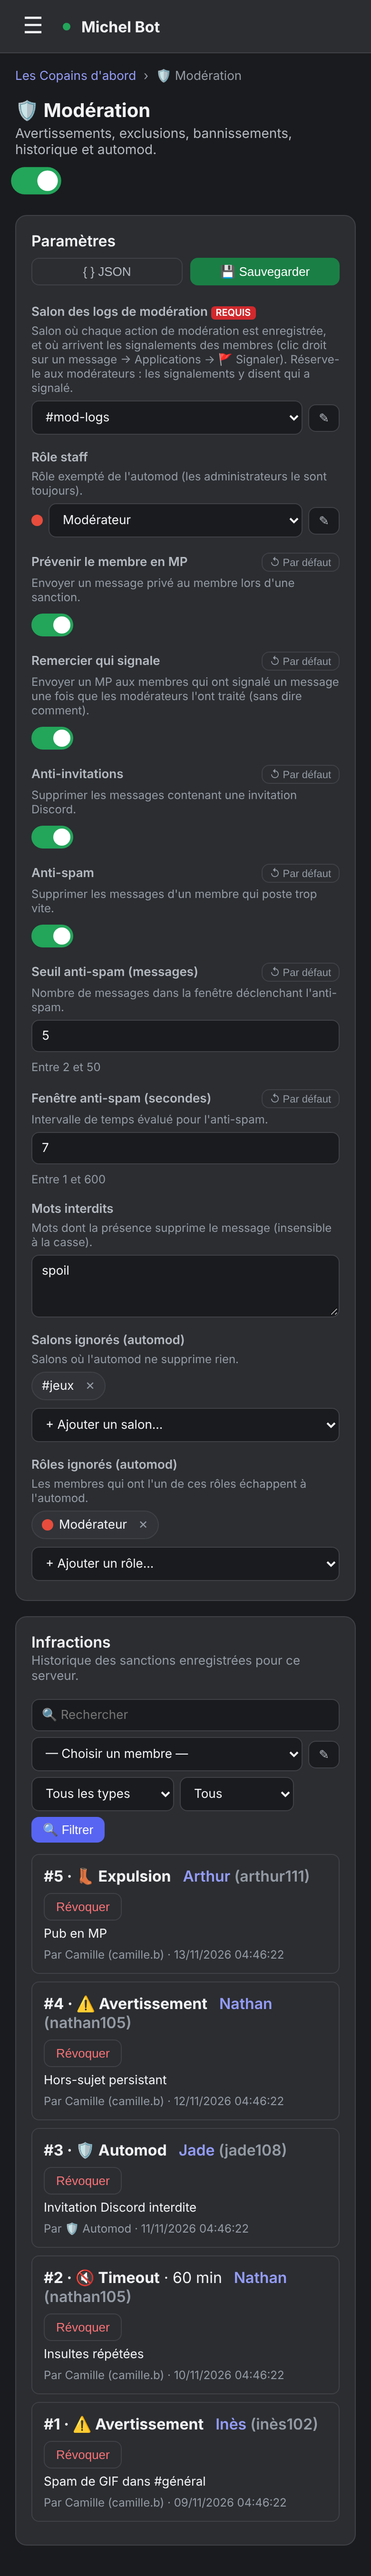 ☰ Michel Bot
Les Copains d'abord › 🛡️ Modération
🛡️ Modération
Avertissements, exclusions, bannissements,
historique et automod.
Paramètres
{ } JSON
💾 Sauvegarder
Salon des logs de modération REQUIS
Salon où chaque action de modération est enregistrée,
et où arrivent les signalements des membres (clic droit
sur un message → Applications → 🚩 Signaler). Réserve-
le aux modérateurs : les signalements y disent qui a
signalé.
#mod-logs
✎
Rôle staff
Rôle exempté de l'automod (les administrateurs le sont
toujours).
Modérateur
✎
Prévenir le membre en MP
↺ Par défaut
Envoyer un message privé au membre lors d'une
sanction.
Remercier qui signale
↺ Par défaut
Envoyer un MP aux membres qui ont signalé un message
une fois que les modérateurs l'ont traité (sans dire
comment).
Anti-invitations
↺ Par défaut
Supprimer les messages contenant une invitation
Discord.
Anti-spam
↺ Par défaut
Supprimer les messages d'un membre qui poste trop
vite.
Seuil anti-spam (messages)
↺ Par défaut
Nombre de messages dans la fenêtre déclenchant l'anti-
spam.
5
Entre 2 et 50
Fenêtre anti-spam (secondes)
↺ Par défaut
Intervalle de temps évalué pour l'anti-spam.
7
Entre 1 et 600
Mots interdits
Mots dont la présence supprime le message (insensible
à la casse).
spoil
Salons ignorés (automod)
Salons où l'automod ne supprime rien.
#jeux ✕
+ Ajouter un salon...
Rôles ignorés (automod)
Les membres qui ont l'un de ces rôles échappent à
l'automod.
Modérateur ✕
+ Ajouter un rôle...
Infractions
Historique des sanctions enregistrées pour ce
serveur.
🔍 Rechercher
— Choisir un membre —
✎
Tous les types
Tous
🔍 Filtrer
#5 · 👢 Expulsion Arthur (arthur111)
Révoquer
Pub en MP
Par Camille (camille.b) · 13/11/2026 04:46:22
#4 · ⚠️ Avertissement Nathan
(nathan105)
Révoquer
Hors-sujet persistant
Par Camille (camille.b) · 12/11/2026 04:46:22
#3 · 🛡️ Automod Jade (jade108)
Révoquer
Invitation Discord interdite
Par 🛡️ Automod · 11/11/2026 04:46:22
#2 · 🔇 Timeout · 60 min Nathan
(nathan105)
Révoquer
Insultes répétées
Par Camille (camille.b) · 10/11/2026 04:46:22
#1 · ⚠️ Avertissement Inès (inès102)
Révoquer
Spam de GIF dans #général
Par Camille (camille.b) · 09/11/2026 04:46:22